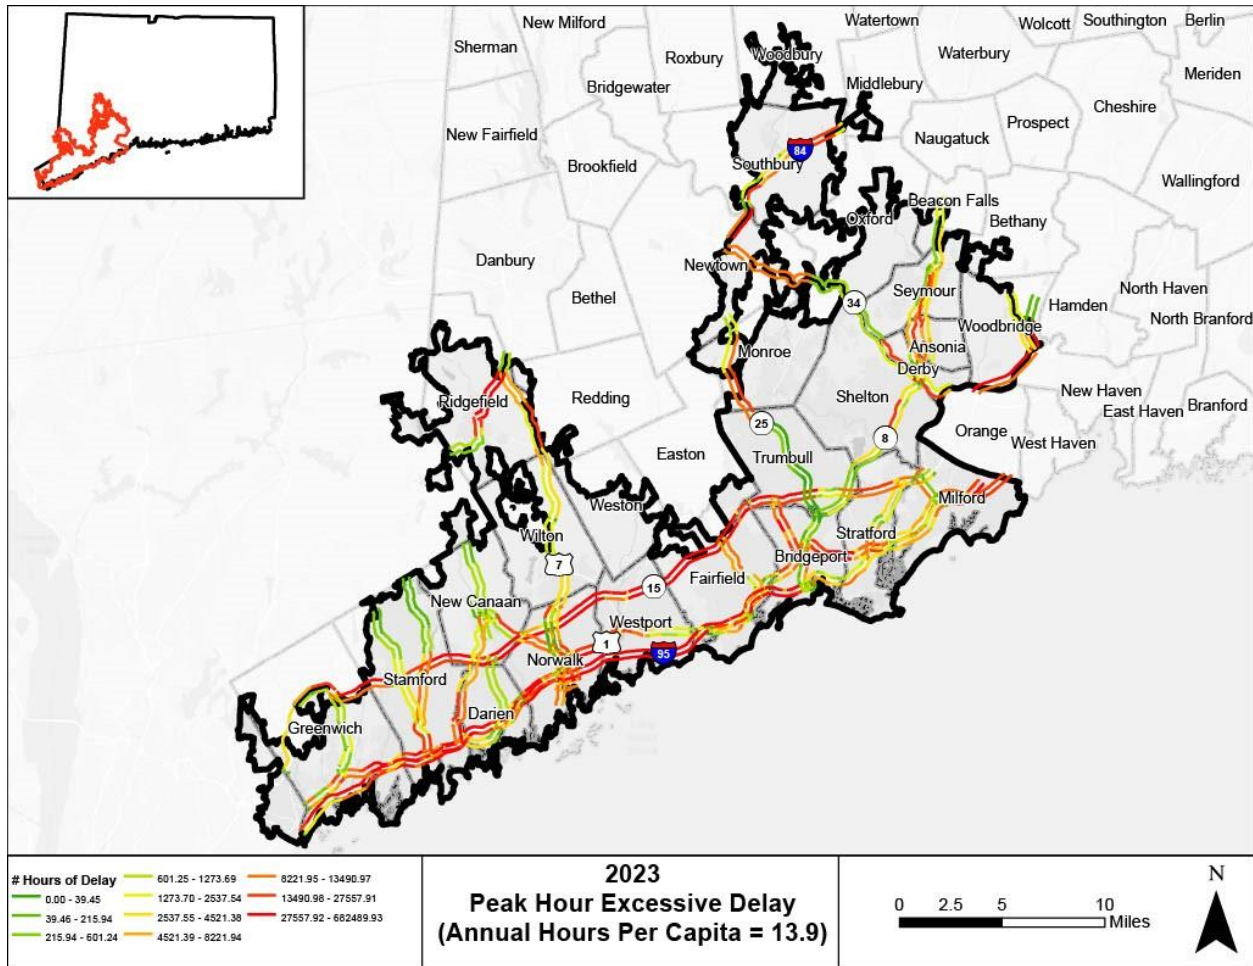 New Milford
Watertown
Wolcott
Southington
Berlin
Sherman
Roxbury
Woodbury
Waterbury
Meriden
Bridgewater
Middlebury
Cheshire
New Fairfield
Naugatuck
Prospect
Brookfield
Southbury
84
Wallingford
Oxford
Beacon Falls
Bethany
Danbury
Newtown
Bethel
Seymour
34
Hamden
North Haven
North Branford
Woodbridge
Monroe
Ansonia
Derby
Ridgefield
Redding
Shelton
New Haven
East Haven
Branford
25
8
Orange
West Haven
Easton
Trumbull
Milford
Weston
Wilton
Stratford
Bridgeport
7
Fairfield
15
New Canaan
Westport
1
95
Norwalk
Stamford
Darien
Greenwich
# Hours of Delay
0.00 - 39.45
39.46 - 215.94
215.94 - 601.24
601.25 - 1273.69
1273.70 - 2537.54
2537.55 - 4521.38
4521.39 - 8221.94
8221.95 - 13490.97
13490.98 - 27557.91
27557.92 - 682489.93
2023
Peak Hour Excessive Delay
(Annual Hours Per Capita = 13.9)
0 2.5 5 10
Miles
N